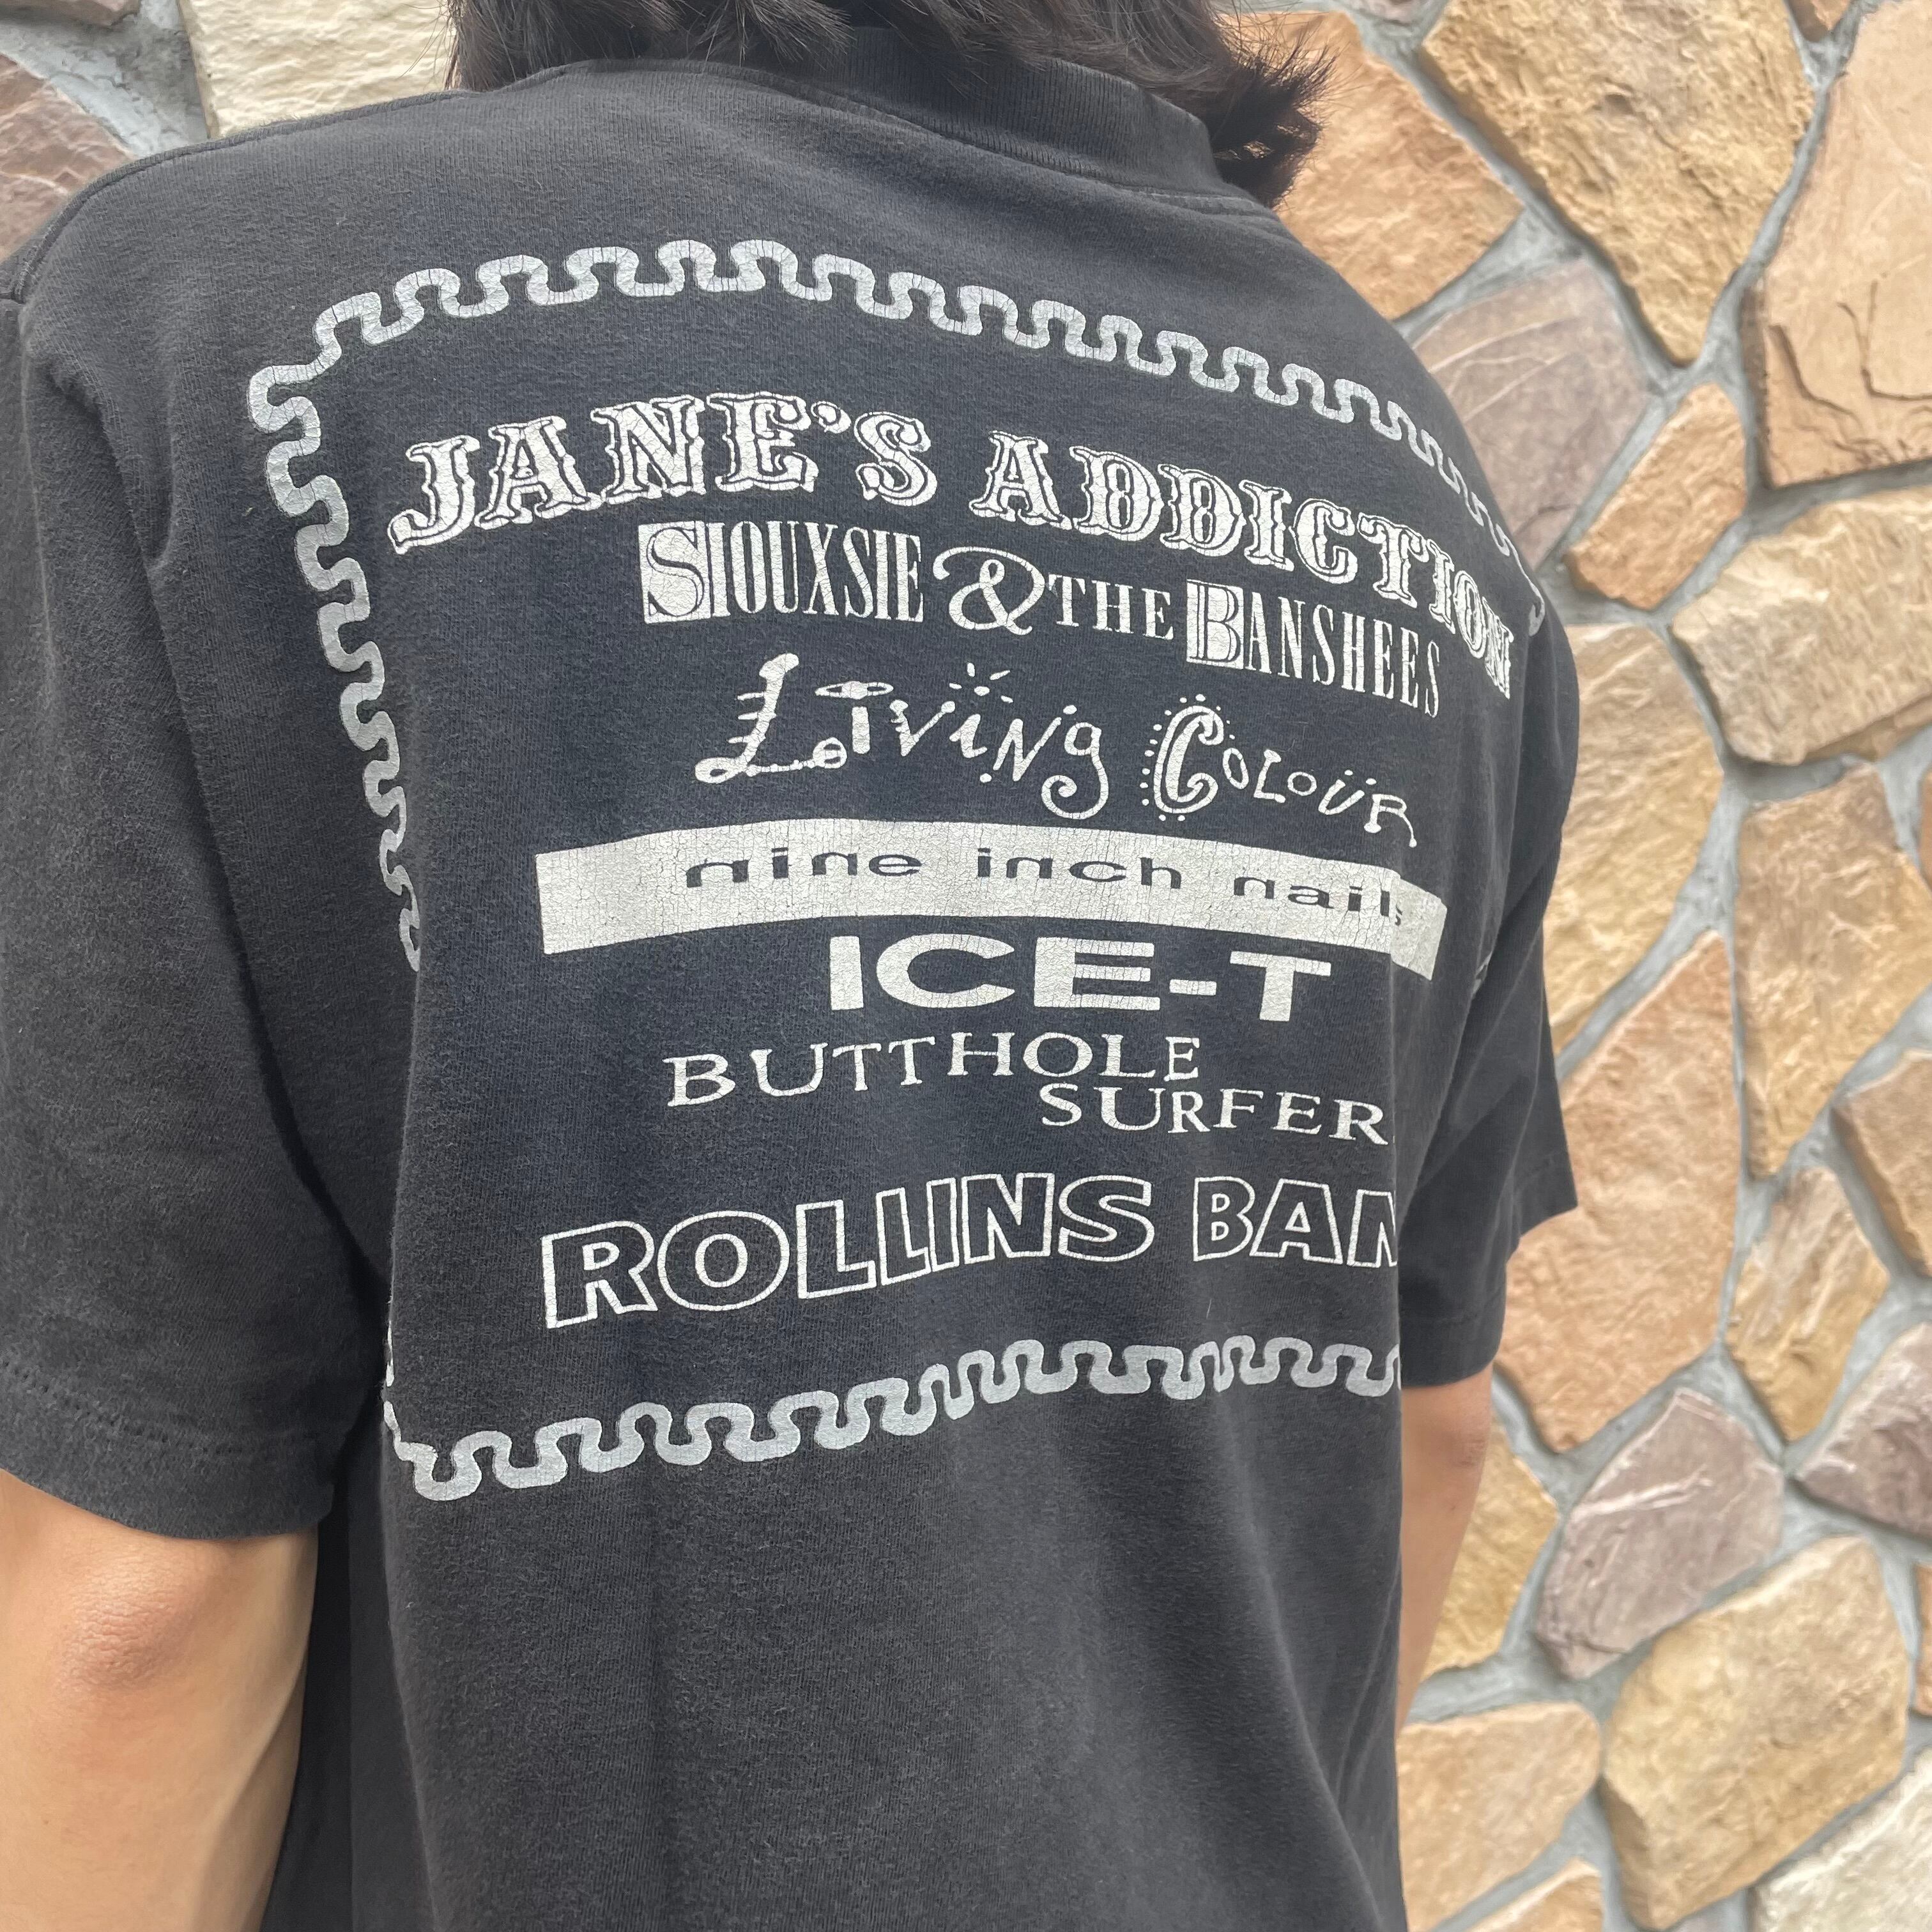 JANE'S ADDICTION
SIOUXSIE & THE BANSHEES
LIVING COLOUR
nine inch nails
ICE-T
BUTTHOLE
SURFER
ROLLINS BAN